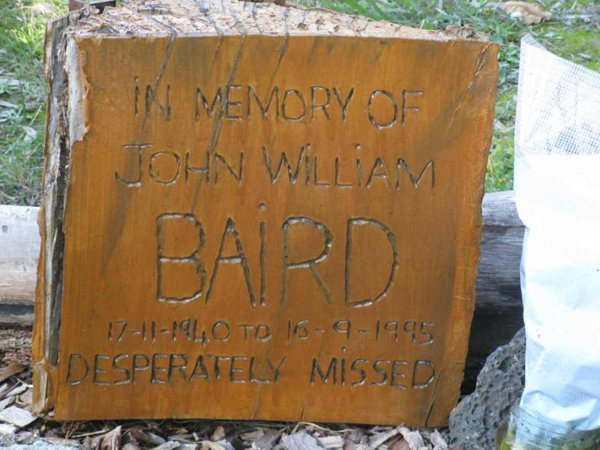 IN MEMORY OF
JOHN WILLIAM
BAiRD
17-11-1940 TO 16-9-1995
DESPERATELY MISSED